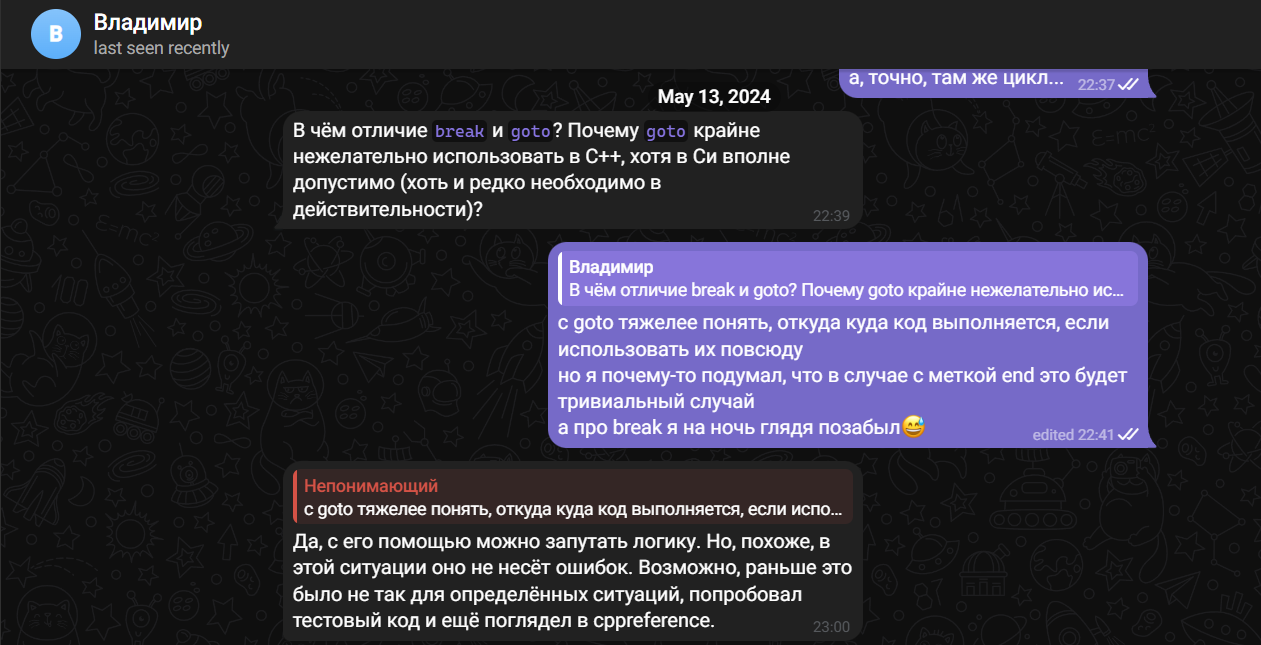 В
Владимир
last seen recently
а, точно, там же цикл...
22:37
May 13, 2024
В чём отличие break и goto? Почему goto крайне
нежелательно использовать в C++, хотя в Си вполне
допустимо (хоть и редко необходимо в
действительности)?
22:39
Владимир
В чём отличие break и goto? Почему goto крайне нежелательно ис...
с goto тяжелее понять, откуда куда код выполняется, если
использовать их повсюду
но я почему-то подумал, что в случае с меткой end это будет
тривиальный случай
а про break я на ночь глядя позабыл😅
edited 22:41
Непонимающий
с goto тяжелее понять, откуда куда код выполняется, если испо...
Да, с его помощью можно запутать логику. Но, похоже, в
этой ситуации оно не несёт ошибок. Возможно, раньше это
было не так для определённых ситуаций, попробовал
тестовый код и ещё поглядел в cppreference.
23:00